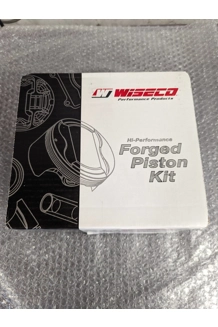 WISECO
Performance Products
Hi-Performance
Forged
Piston
Kit